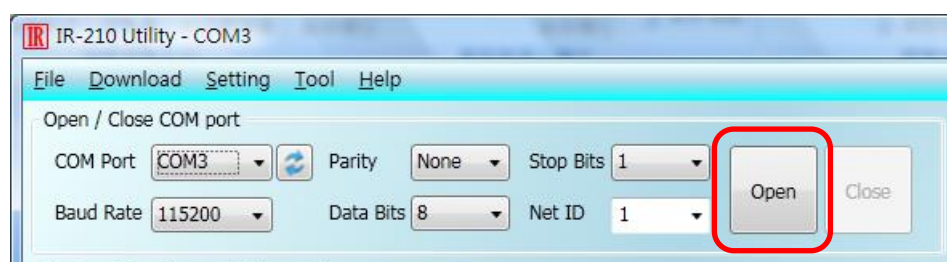 IR IR-210 Utility - COM3
File Download Setting Tool Help
Open / Close COM port
COM Port COM3 Parity None Stop Bits 1 Open Close
Baud Rate 115200 Data Bits 8 Net ID 1